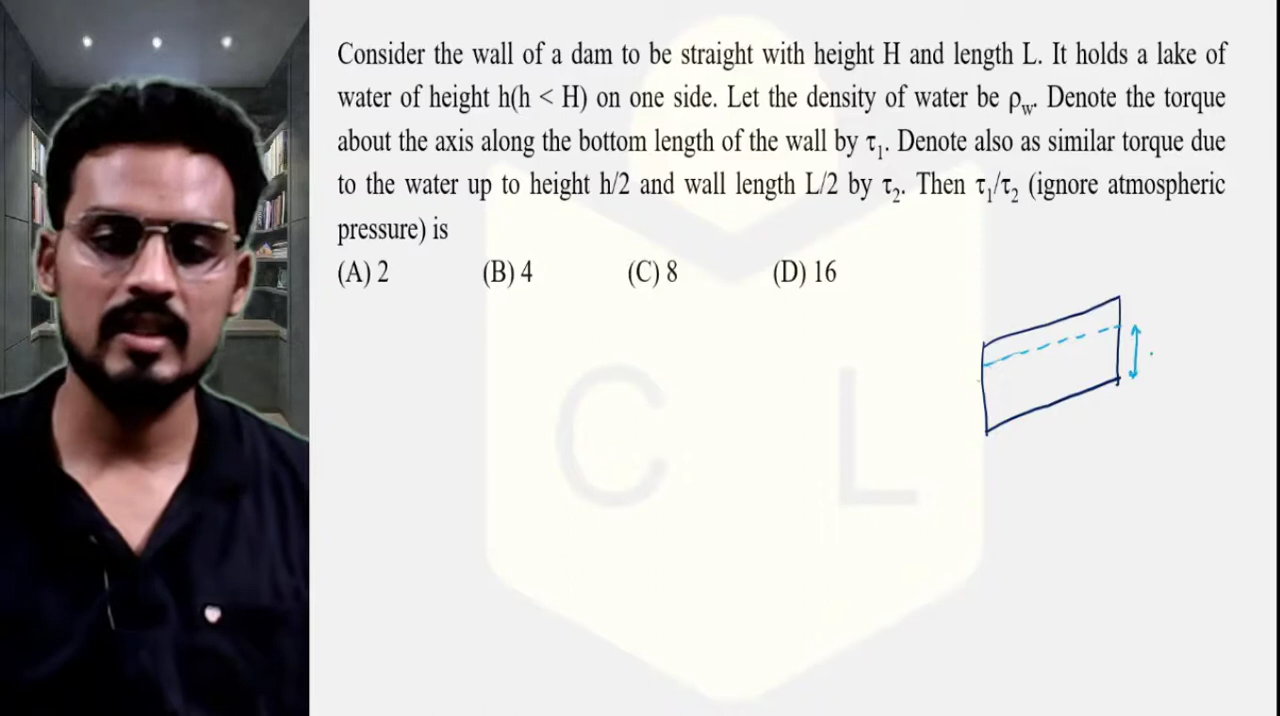 Consider the wall of a dam to be straight with height H and length L. It holds a lake of
water of height h(h < H) on one side. Let the density of water be ρw. Denote the torque
about the axis along the bottom length of the wall by τ1. Denote also as similar torque due
to the water up to height h/2 and wall length L/2 by τ2. Then τ1/τ2 (ignore atmospheric
pressure) is
(A) 2 (B) 4 (C) 8 (D) 16
C L